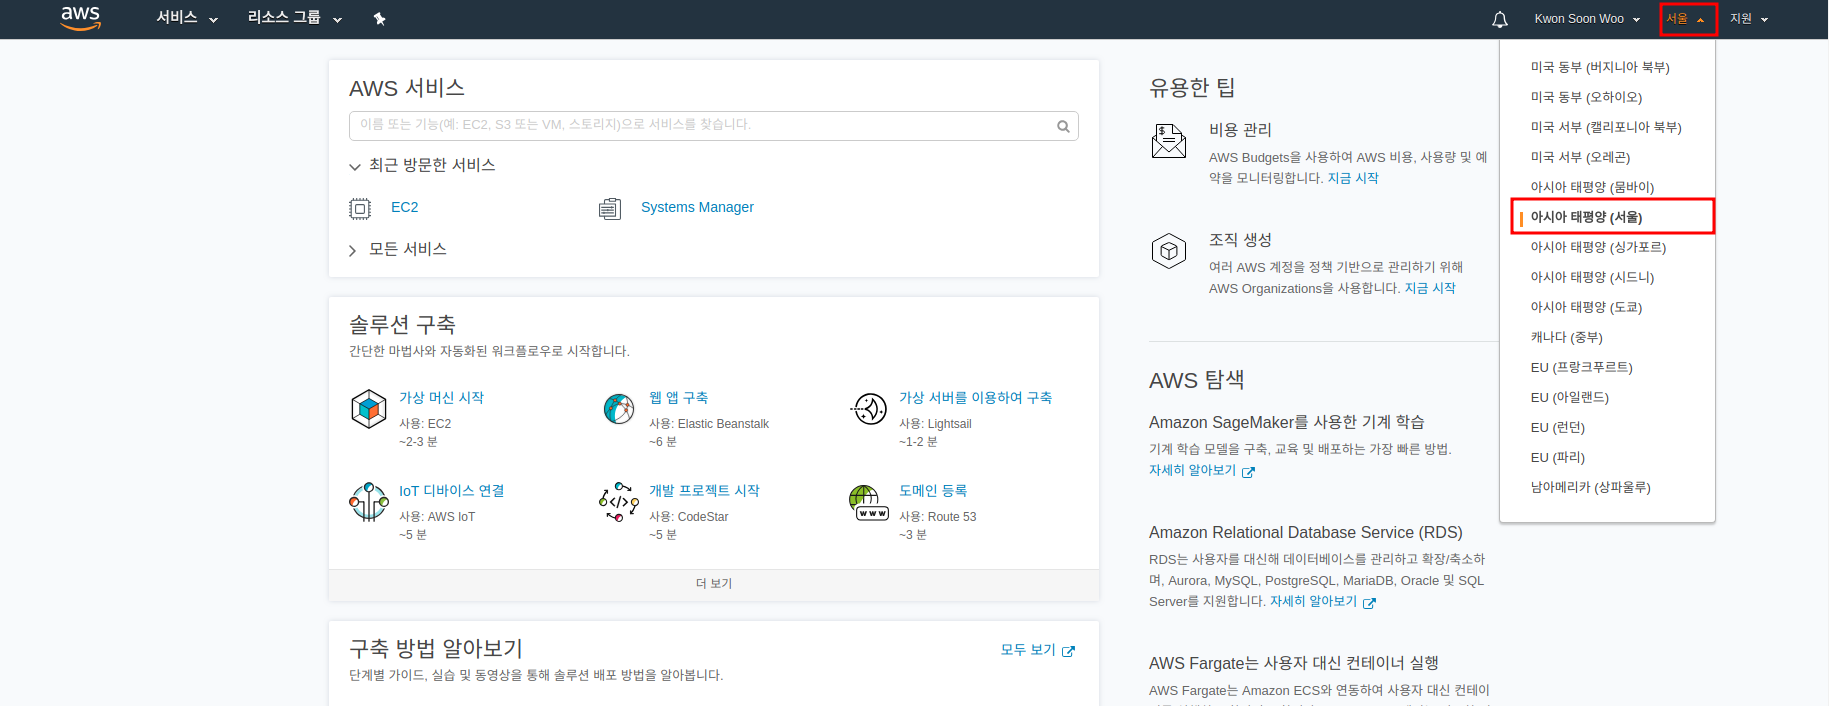 aws 서비스 리소스 그룹 Kwon Soon Woo 서울 지원
AWS 서비스
이름 또는 기능(예: EC2, S3 또는 VM, 스토리지)으로 서비스를 찾습니다.
최근 방문한 서비스
EC2 Systems Manager
모든 서비스
솔루션 구축
간단한 마법사와 자동화된 워크플로우로 시작합니다.
가상 머신 시작
사용: EC2
~2-3 분
웹 앱 구축
사용: Elastic Beanstalk
~6 분
가상 서버를 이용하여 구축
사용: Lightsail
~1-2 분
IoT 디바이스 연결
사용: AWS IoT
~5 분
개발 프로젝트 시작
사용: CodeStar
~5 분
도메인 등록
사용: Route 53
~3 분
더 보기
구축 방법 알아보기
모두 보기
단계별 가이드, 실습 및 동영상을 통해 솔루션 배포 방법을 알아봅니다.
유용한 팁
비용 관리
AWS Budgets을 사용하여 AWS 비용, 사용량 및 예
약을 모니터링합니다. 지금 시작
조직 생성
여러 AWS 계정을 정책 기반으로 관리하기 위해
AWS Organizations을 사용합니다. 지금 시작
AWS 탐색
Amazon SageMaker를 사용한 기계 학습
기계 학습 모델을 구축, 교육 및 배포하는 가장 빠른 방법.
자세히 알아보기
Amazon Relational Database Service (RDS)
RDS는 사용자를 대신해 데이터베이스를 관리하고 확장/축소하
며, Aurora, MySQL, PostgreSQL, MariaDB, Oracle 및 SQL
Server를 지원합니다. 자세히 알아보기
AWS Fargate는 사용자 대신 컨테이너 실행
AWS Fargate는 Amazon ECS와 연동하여 사용자 대신 컨테이
미국 동부 (버지니아 북부)
미국 동부 (오하이오)
미국 서부 (캘리포니아 북부)
미국 서부 (오레곤)
아시아 태평양 (뭄바이)
아시아 태평양 (서울)
아시아 태평양 (싱가포르)
아시아 태평양 (시드니)
아시아 태평양 (도쿄)
캐나다 (중부)
EU (프랑크푸르트)
EU (아일랜드)
EU (런던)
EU (파리)
남아메리카 (상파울루)